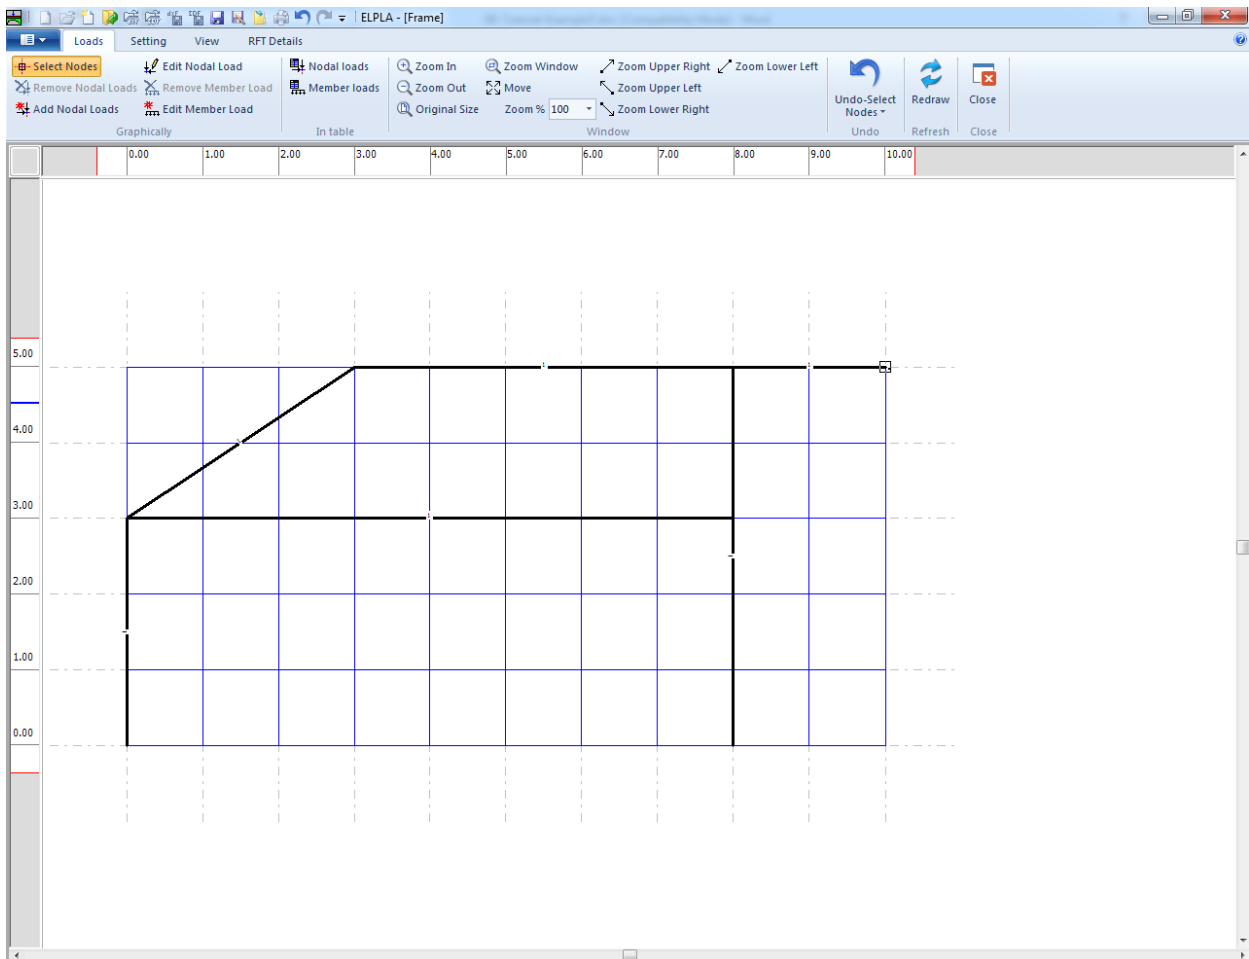 ELPLA - [Frame]
Loads Setting View RFT Details
Select Nodes Edit Nodal Load Nodal loads Zoom In Zoom Window Zoom Upper Right Zoom Lower Left
Remove Nodal Loads Remove Member Load Member loads Zoom Out Move Zoom Upper Left
Add Nodal Loads Edit Member Load Original Size Zoom % 100 Zoom Lower Right
Undo-Select Nodes Redraw Close
Graphically In table Window Undo Refresh Close
0.00 1.00 2.00 3.00 4.00 5.00 6.00 7.00 8.00 9.00 10.00
5.00
4.00
3.00
2.00
1.00
0.00